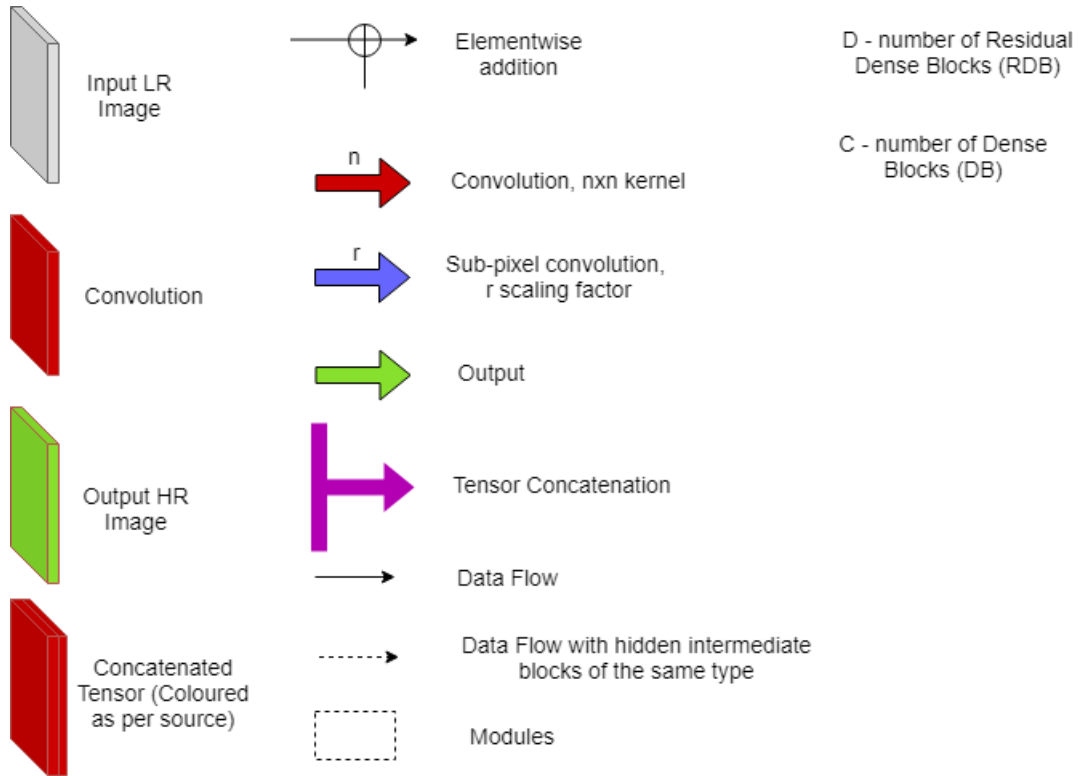 Input LR
Image
Convolution
Output HR
Image
Concatenated
Tensor (Coloured
as per source)
Elementwise
addition
n
Convolution, nxn kernel
r
Sub-pixel convolution,
r scaling factor
Output
Tensor Concatenation
Data Flow
Data Flow with hidden intermediate
blocks of the same type
Modules
D - number of Residual
Dense Blocks (RDB)
C - number of Dense
Blocks (DB)